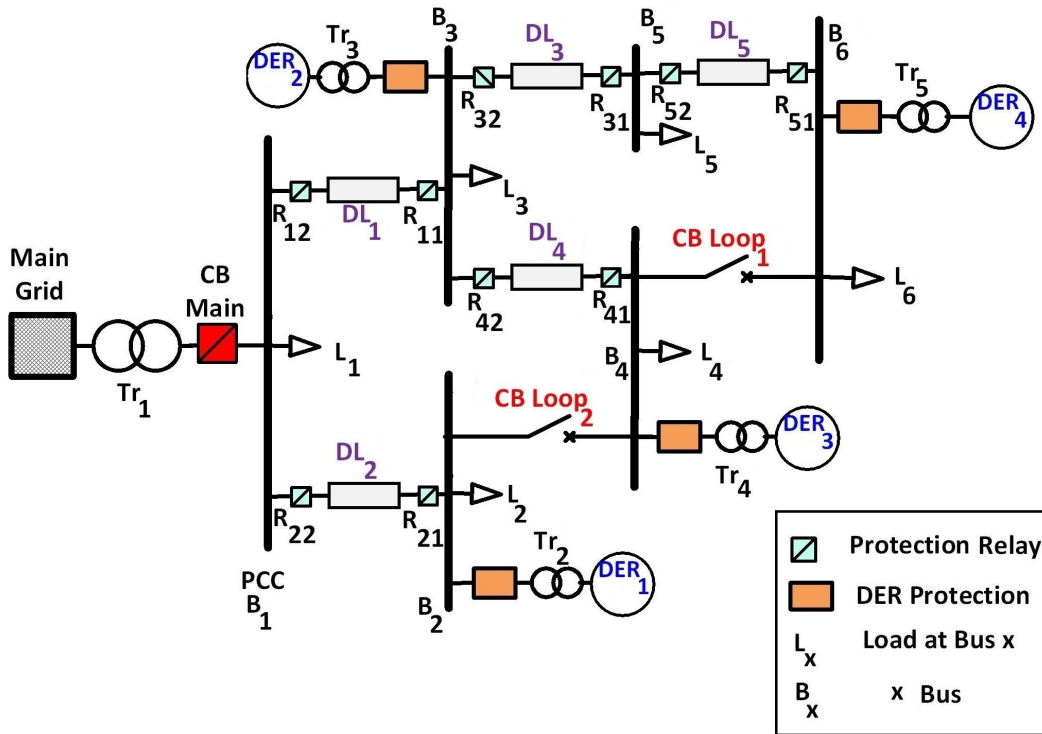 B3
B5
B6
Tr3
DL3
DL5
DER2
Tr5
DER4
R32
R31
R52
R51
L5
L3
R12
DL1
R11
DL4
CB Loop1
Main
Grid
CB
Main
R42
R41
L6
Tr1
L1
B4
L4
CB Loop2
DER3
DL2
Tr4
R22
R21
L2
Tr2
DER1
PCC
B1
B2
Protection Relay
DER Protection
Lx Load at Bus x
Bx x Bus